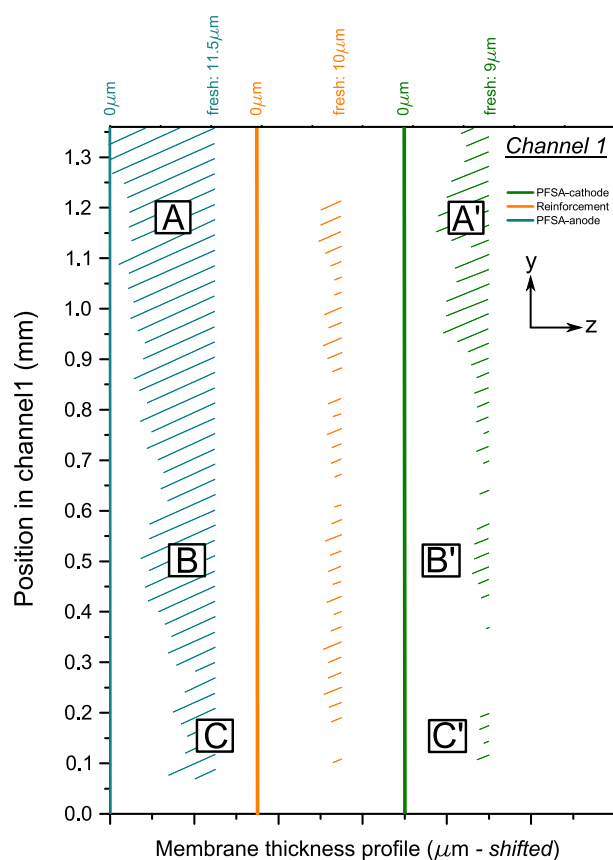 0μm
fresh: 11.5μm
0μm
fresh: 10μm
0μm
fresh: 9μm
Channel 1
PFSA-cathode
Reinforcement
PFSA-anode
A
A'
y
z
B
B'
C
C'
1.3
1.2
1.1
1.0
0.9
0.8
0.7
0.6
0.5
0.4
0.3
0.2
0.1
0.0
Position in channel1 (mm)
Membrane thickness profile (μm - shifted)